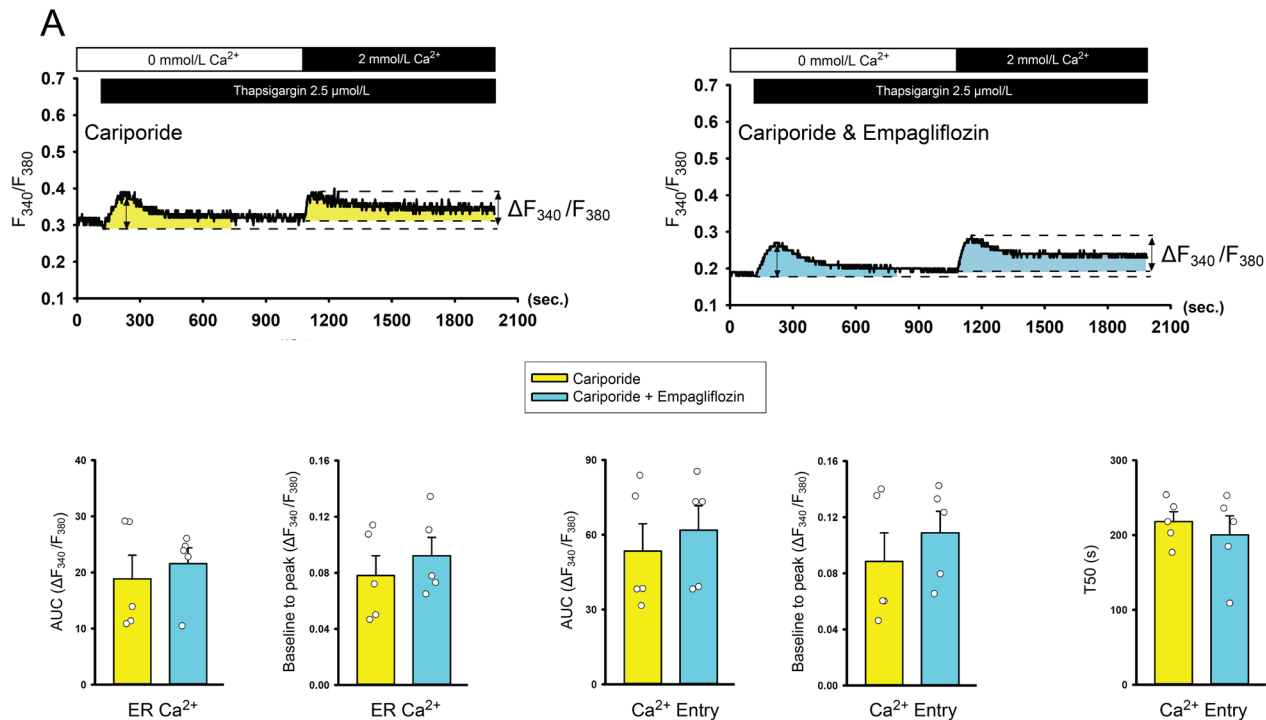 A
0 mmol/L Ca²⁺ 2 mmol/L Ca²⁺
Thapsigargin 2.5 µmol/L
Cariporide
F₃₄₀/F₃₈₀
0.7
0.6
0.5
0.4
0.3
0.2
0.1
ΔF₃₄₀ /F₃₈₀
(sec.)
0 300 600 900 1200 1500 1800 2100
0 mmol/L Ca²⁺ 2 mmol/L Ca²⁺
Thapsigargin 2.5 µmol/L
Cariporide & Empagliflozin
F₃₄₀/F₃₈₀
0.7
0.6
0.5
0.4
0.3
0.2
0.1
ΔF₃₄₀ /F₃₈₀
(sec.)
0 300 600 900 1200 1500 1800 2100
Cariporide
Cariporide + Empagliflozin
AUC (ΔF₃₄₀ /F₃₈₀)
40
30
20
10
0
ER Ca²⁺
Baseline to peak (ΔF₃₄₀ /F₃₈₀)
0.16
0.12
0.08
0.04
0.00
ER Ca²⁺
AUC (ΔF₃₄₀ /F₃₈₀)
90
60
30
0
Ca²⁺ Entry
Baseline to peak (ΔF₃₄₀ /F₃₈₀)
0.16
0.12
0.08
0.04
0.00
Ca²⁺ Entry
T50 (s)
300
200
100
0
Ca²⁺ Entry